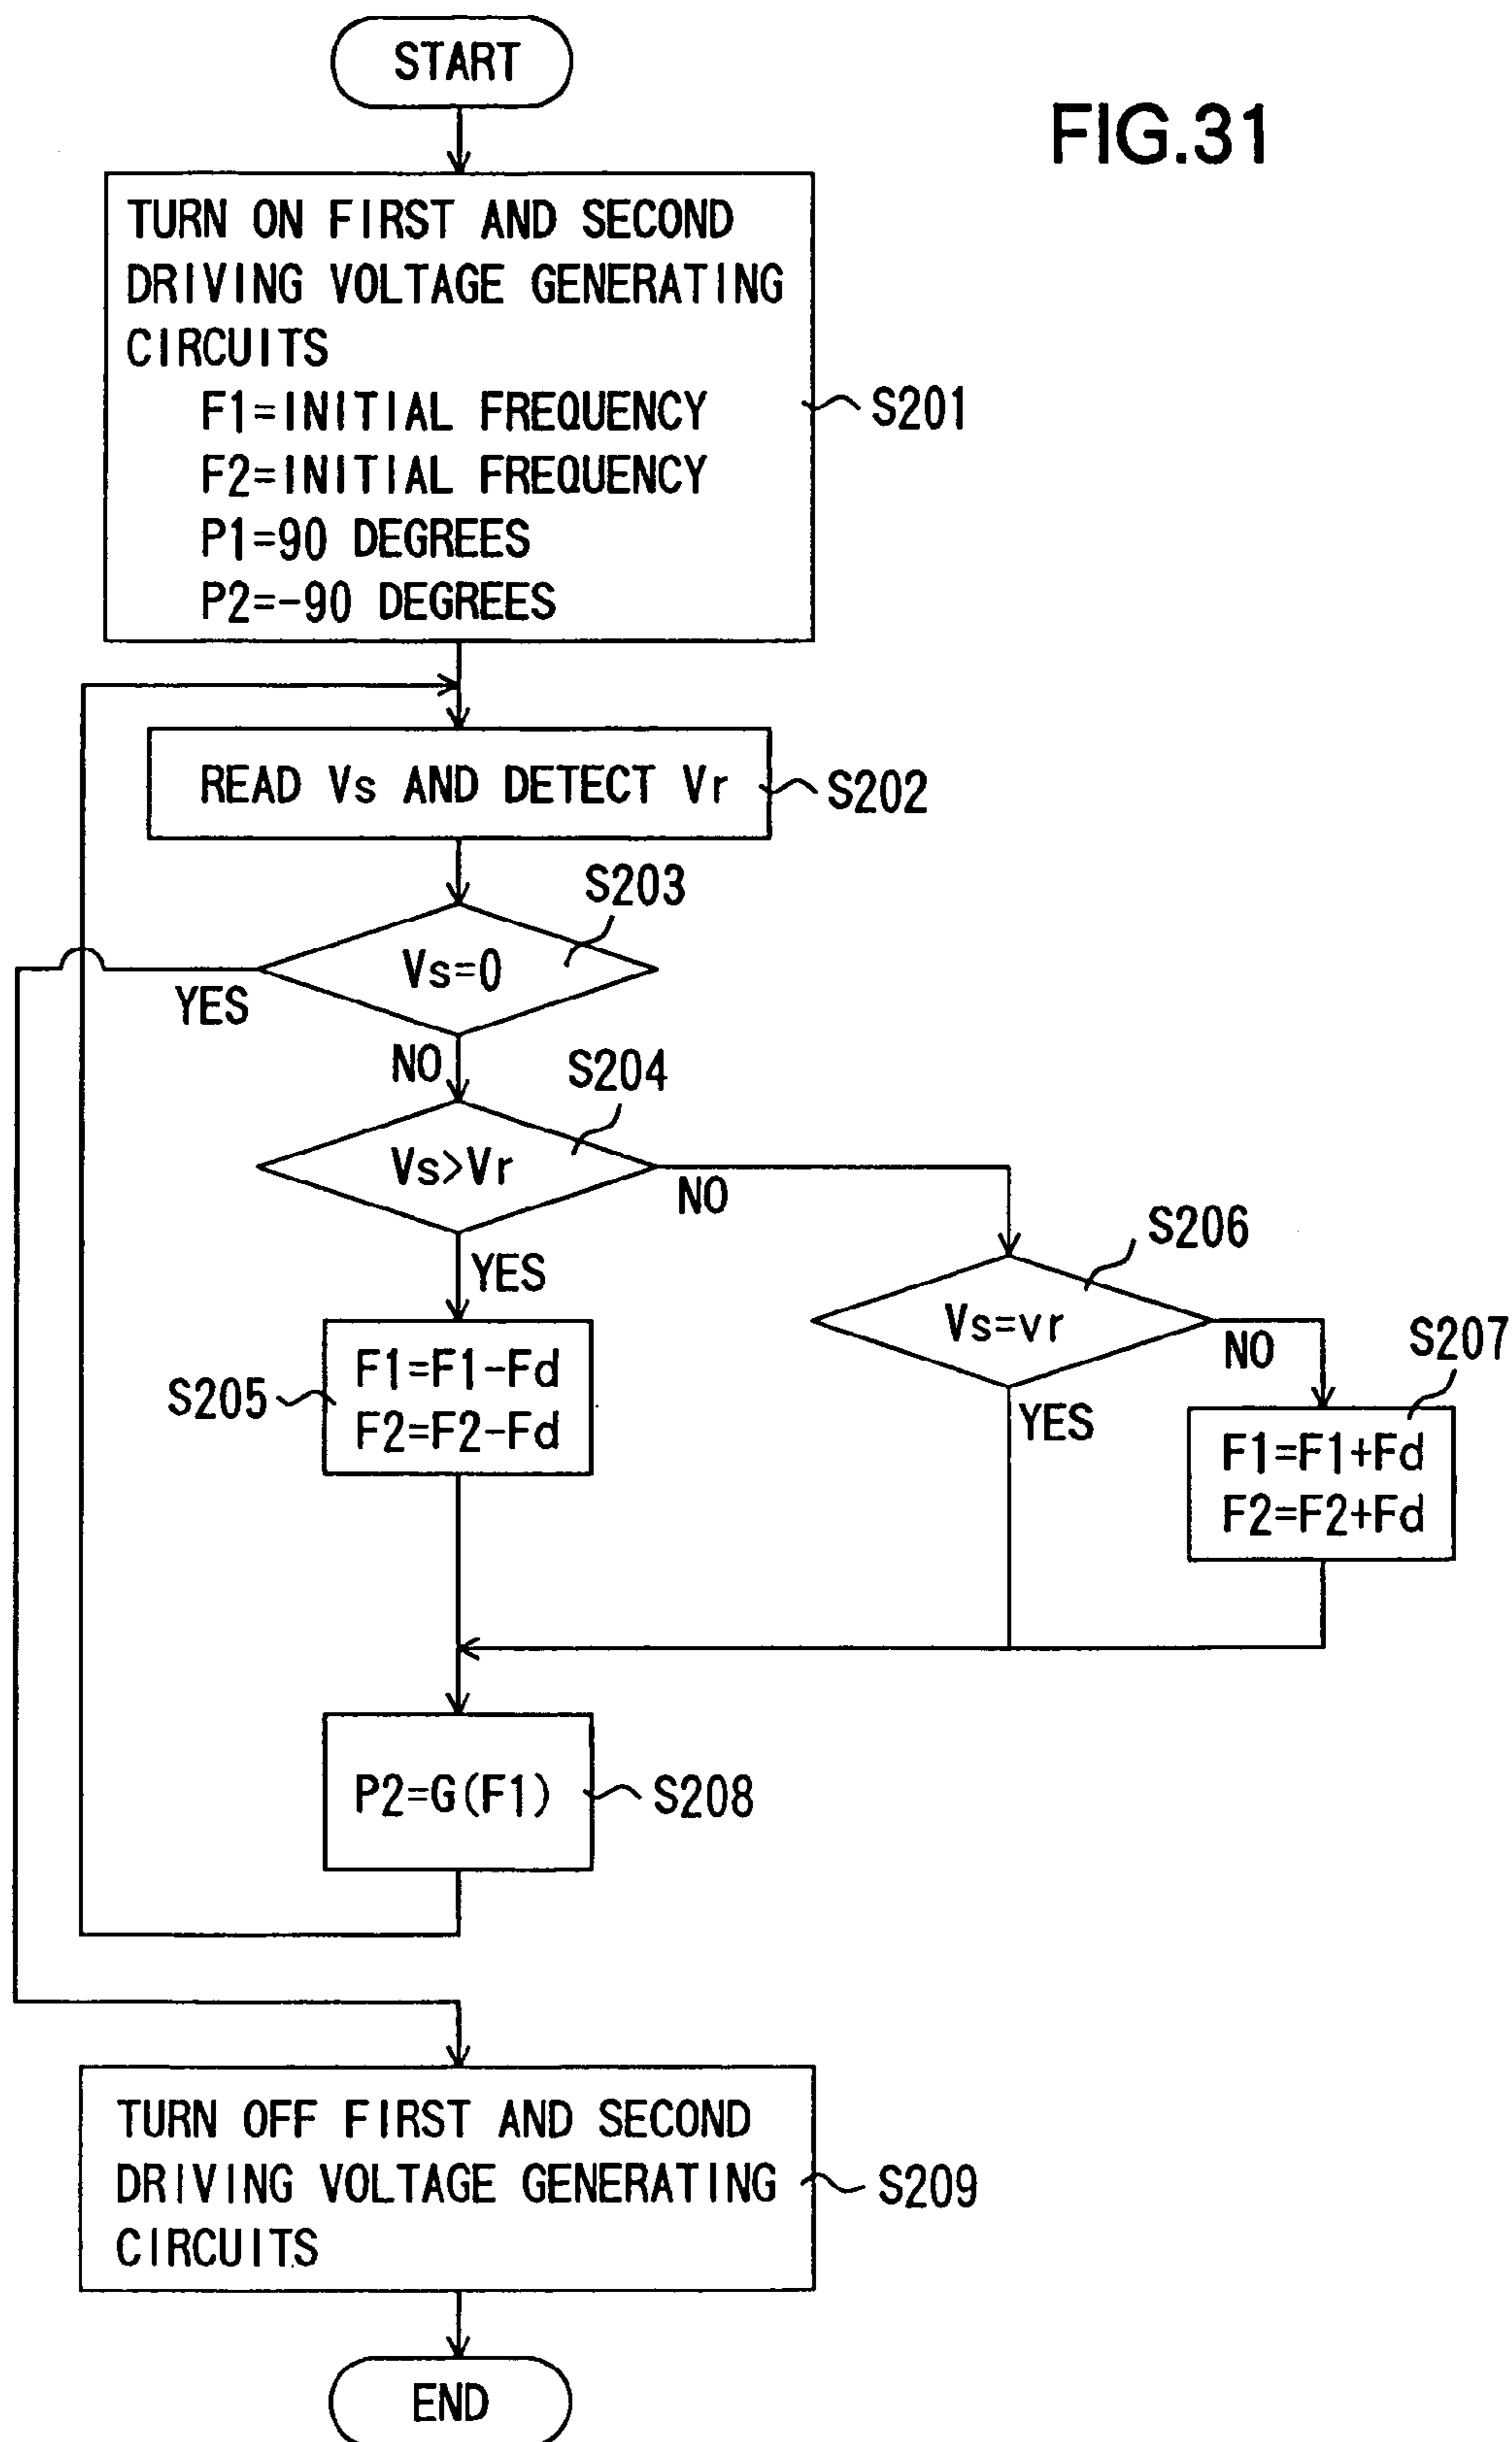 START
FIG.31
TURN ON FIRST AND SECOND
DRIVING VOLTAGE GENERATING
CIRCUITS
F1=INITIAL FREQUENCY
F2=INITIAL FREQUENCY
P1=90 DEGREES
P2=-90 DEGREES
S201
READ Vs AND DETECT Vr
S202
S203
Vs=0
YES
NO
S204
Vs>Vr
NO
YES
S206
Vs=vr
NO
YES
S207
F1=F1+Fd
F2=F2+Fd
S205
F1=F1-Fd
F2=F2-Fd
P2=G(F1)
S208
TURN OFF FIRST AND SECOND
DRIVING VOLTAGE GENERATING
CIRCUITS
S209
END